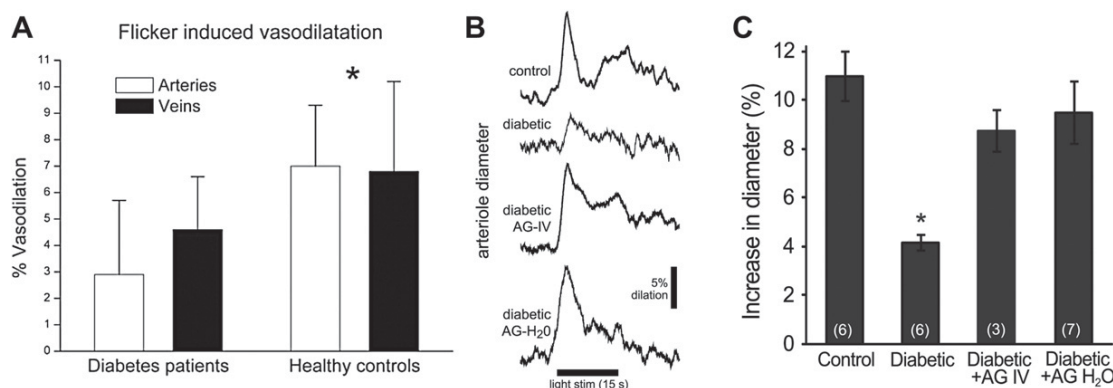 A
Flicker induced vasodilatation
% Vasodilation
11
10
9
8
7
6
5
4
3
2
1
0
Arteries
Veins
*
Diabetes patients
Healthy controls
B
arteriole diameter
control
diabetic
diabetic
AG-IV
5%
dilation
diabetic
AG-H₂0
light stim (15 s)
C
Increase in diameter (%)
12
10
8
6
4
2
0
*
(6)
(6)
(3)
(7)
Control
Diabetic
Diabetic
+AG IV
Diabetic
+AG H₂O